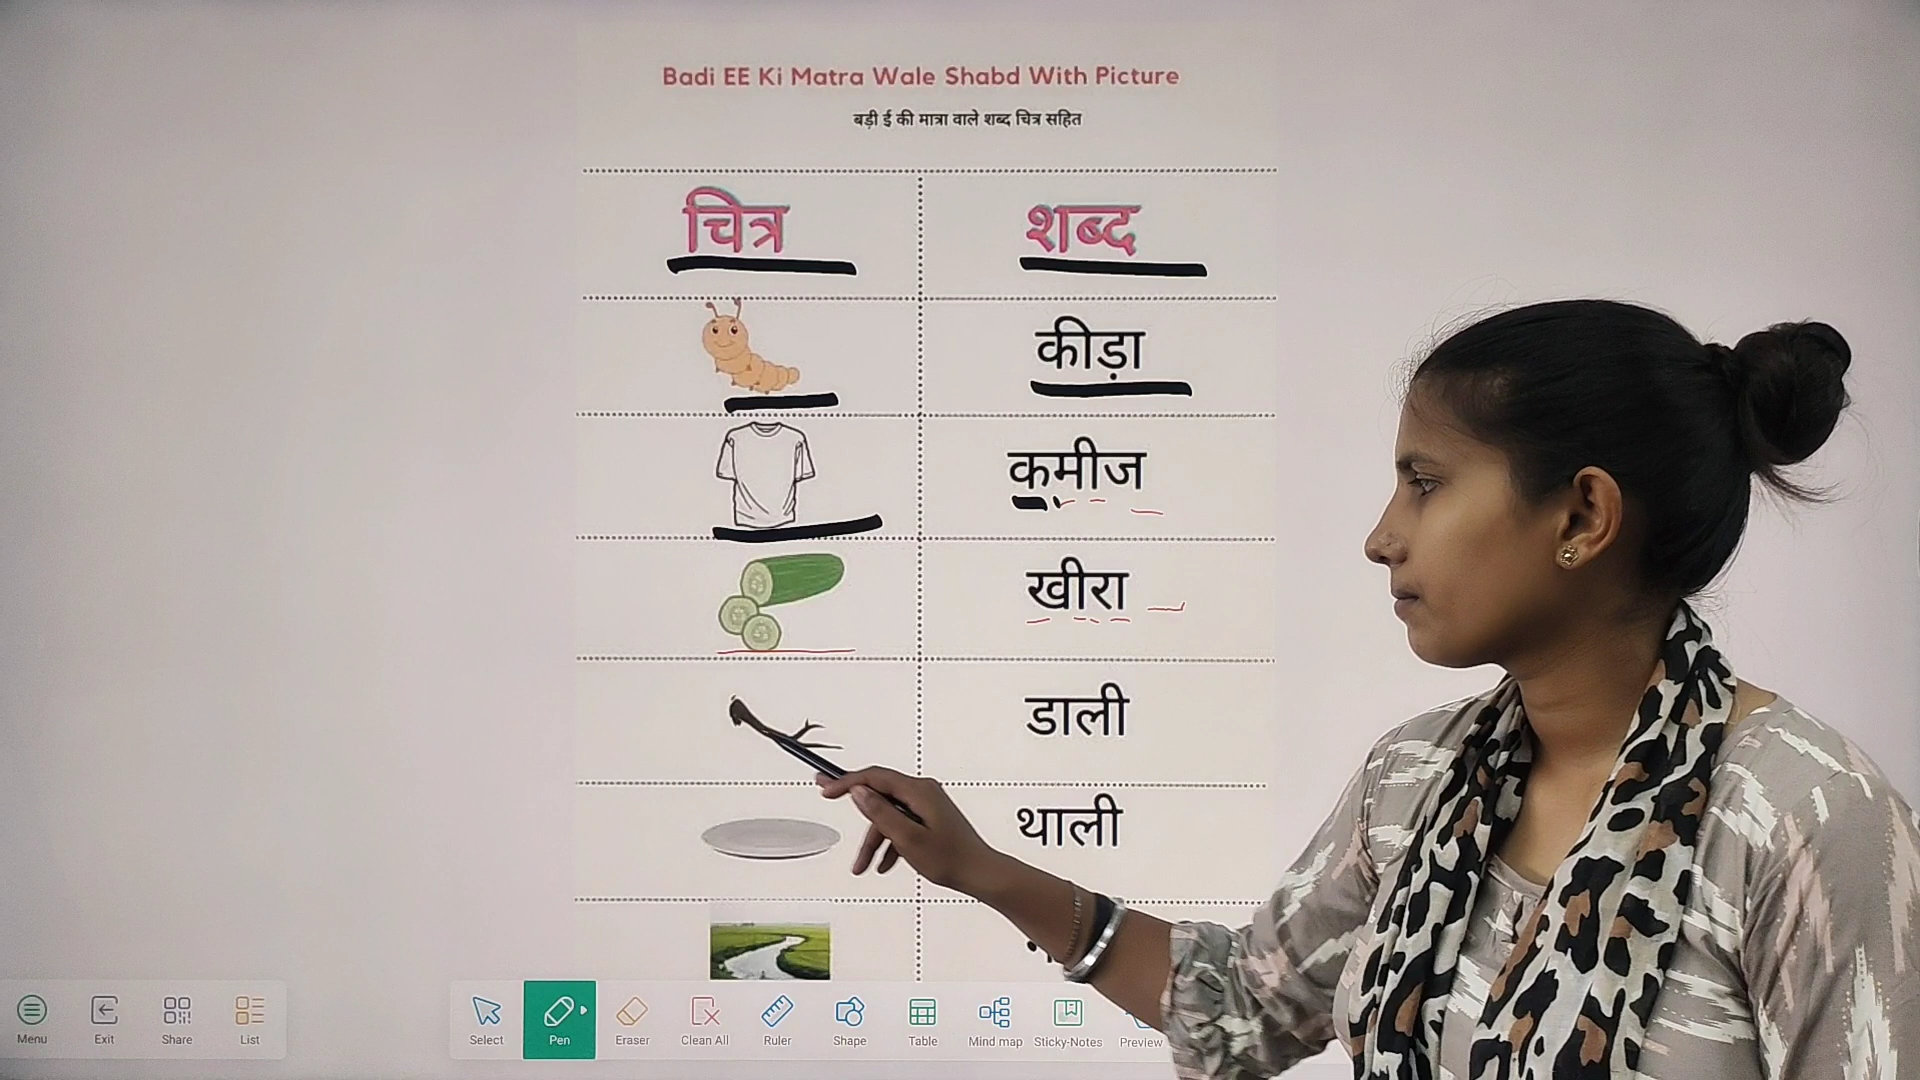 Badi EE Ki Matra Wale Shabd With Picture
बड़ी ई की मात्रा वाले शब्द चित्र सहित
चित्र शब्द
कीड़ा
कमीज
खीरा
डाली
थाली
Menu Exit Share List Select Pen Eraser Clean All Ruler Shape Table Mind map Sticky-Notes Preview